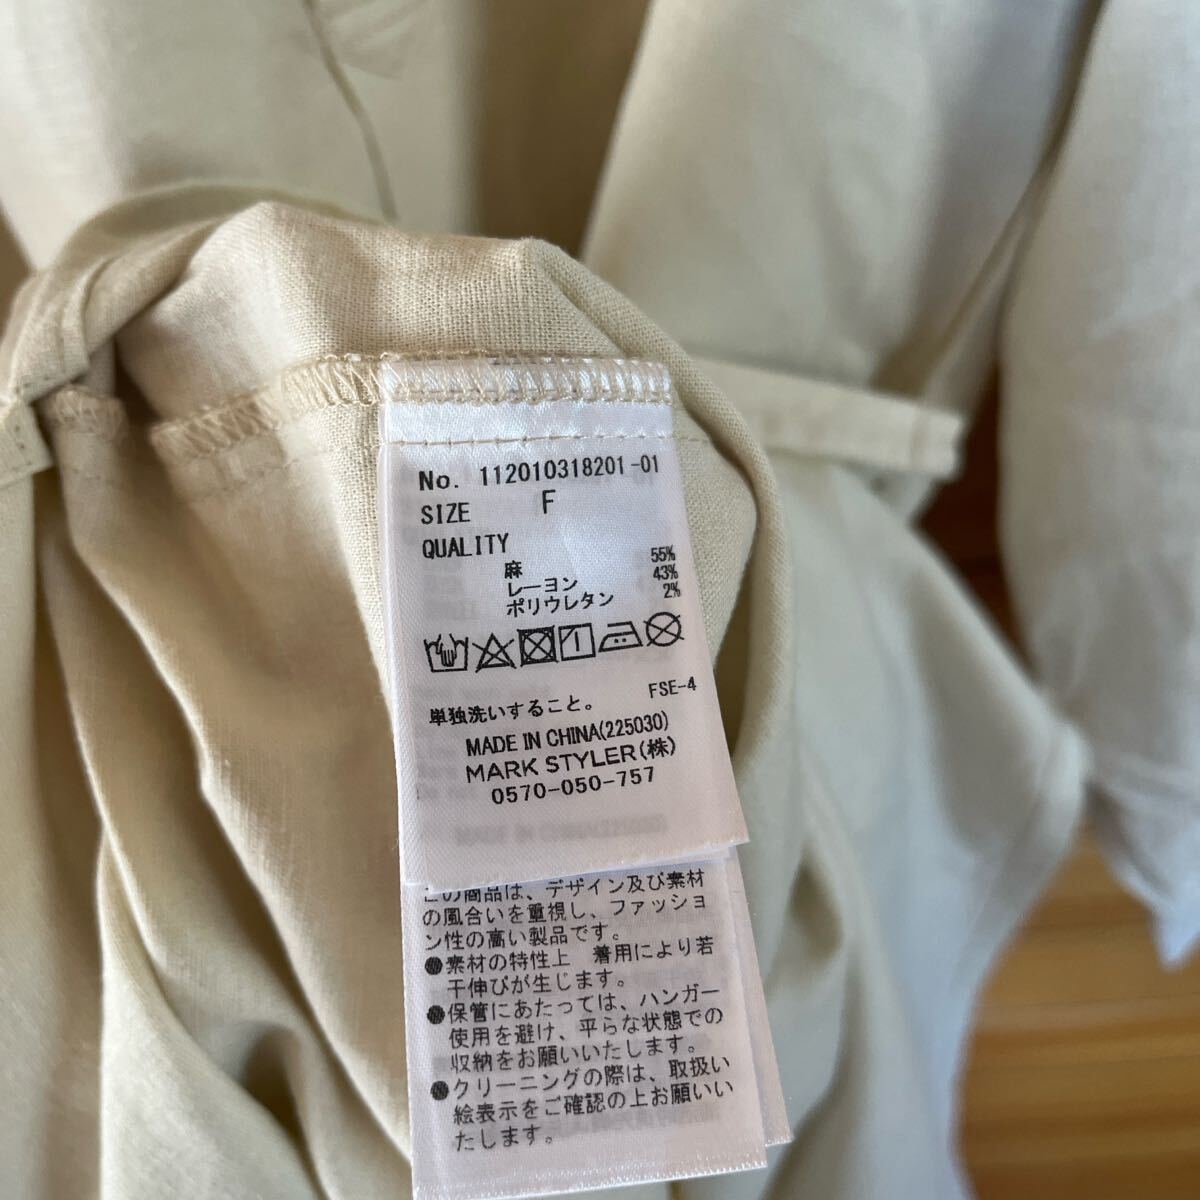 No. 112010318201-01
SIZE F
QUALITY
麻 55%
レーヨン 43%
ポリウレタン 2%
FSE-4
単独洗いすること。
MADE IN CHINA(225030)
MARK STYLER(株)
0570-050-757
この商品は、デザイン及び素材
の風合いを重視し、ファッショ
ン性の高い製品です。
●素材の特性上 着用により若
干伸びが生じます。
●保管にあたっては、ハンガー
使用を避け、平らな状態での
収納をお願いいたします。
●クリーニングの際は、取扱い
絵表示をご確認の上お願いい
たします。